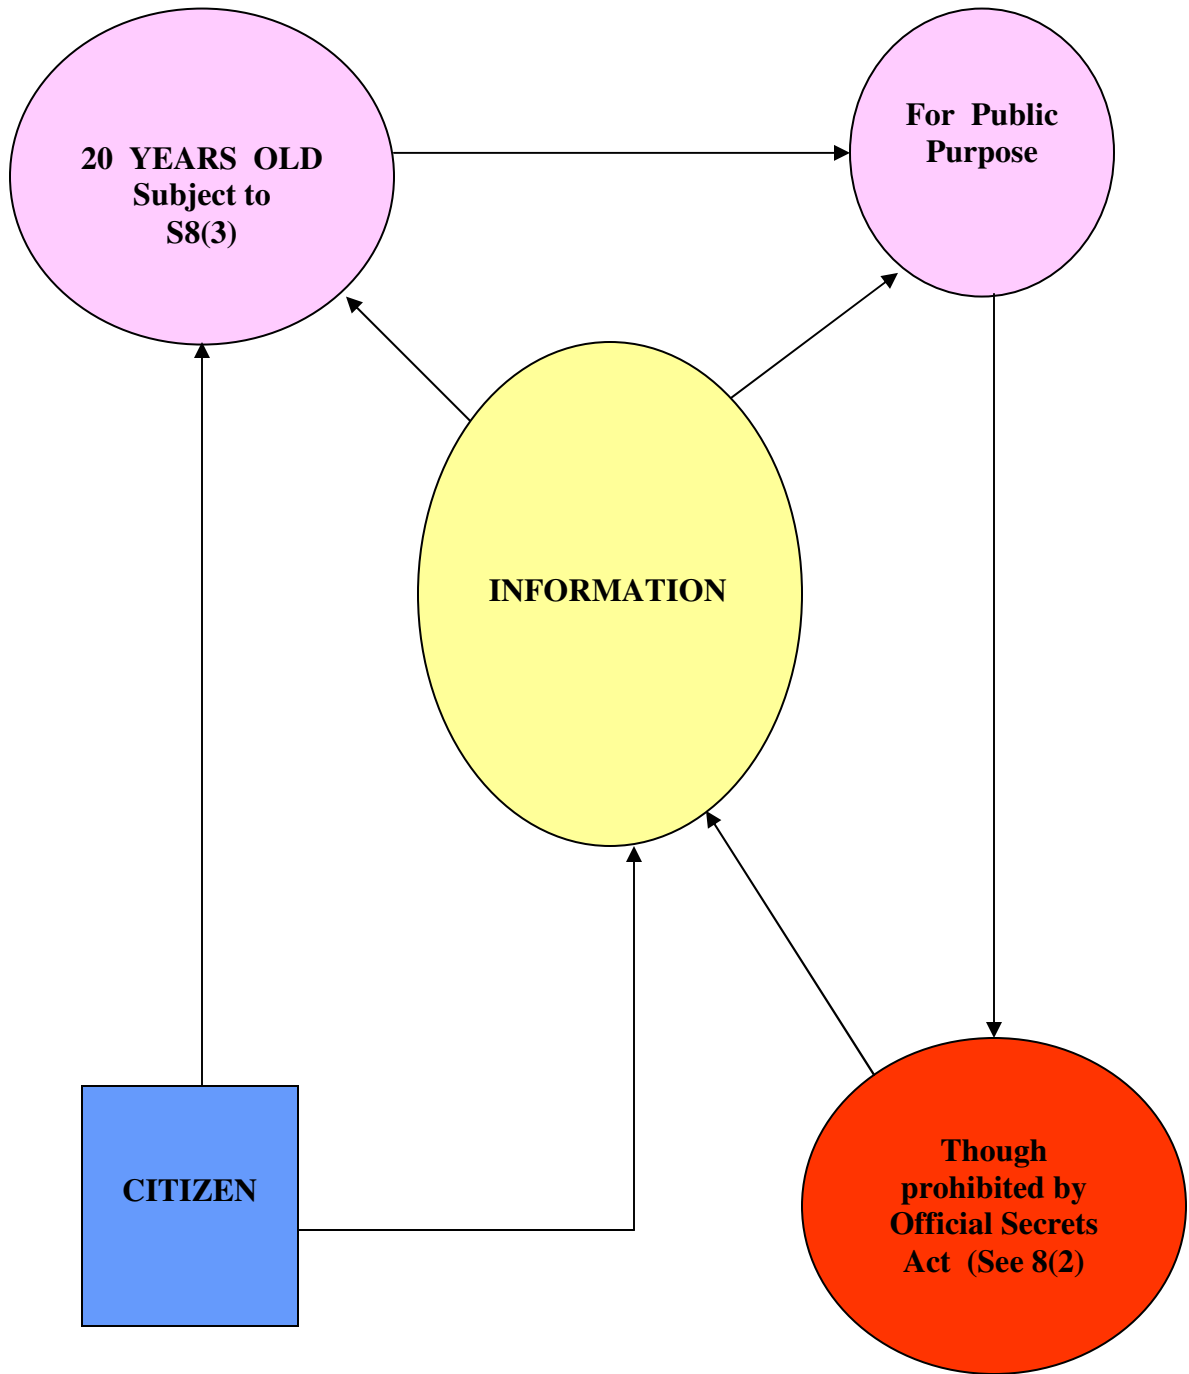 20 YEARS OLD
Subject to
S8(3)
For Public
Purpose
INFORMATION
CITIZEN
Though
prohibited by
Official Secrets
Act (See 8(2)